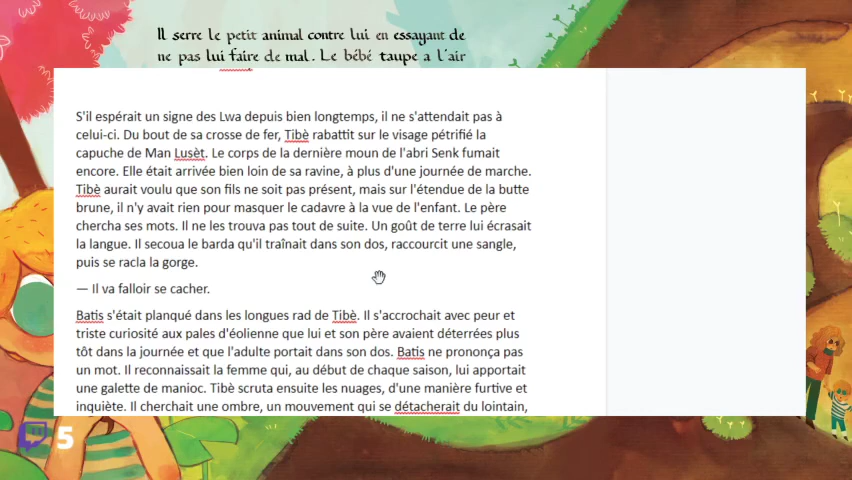 Il serre le petit animal contre lui en essayant de
ne pas lui faire de mal. Le bébé taupe a l'air
S'il espérait un signe des Lwa depuis bien longtemps, il ne s'attendait pas à
celui-ci. Du bout de sa crosse de fer, Tibè rabattit sur le visage pétrifié la
capuche de Man Lusèt. Le corps de la dernière moun de l'abri Senk fumait
encore. Elle était arrivée bien loin de sa ravine, à plus d'une journée de marche.
Tibè aurait voulu que son fils ne soit pas présent, mais sur l'étendue de la butte
brune, il n'y avait rien pour masquer le cadavre à la vue de l'enfant. Le père
chercha ses mots. Il ne les trouva pas tout de suite. Un goût de terre lui écrasait
la langue. Il secoua le barda qu'il traînait dans son dos, raccourcit une sangle,
puis se racla la gorge.
— Il va falloir se cacher.
Batis s'était planqué dans les longues rad de Tibè. Il s'accrochait avec peur et
triste curiosité aux pales d'éolienne que lui et son père avaient déterrées plus
tôt dans la journée et que l'adulte portait dans son dos. Batis ne prononça pas
un mot. Il reconnaissait la femme qui, au début de chaque saison, lui apportait
une galette de manioc. Tibè scruta ensuite les nuages, d'une manière furtive et
inquiète. Il cherchait une ombre, un mouvement qui se détacherait du lointain,
5